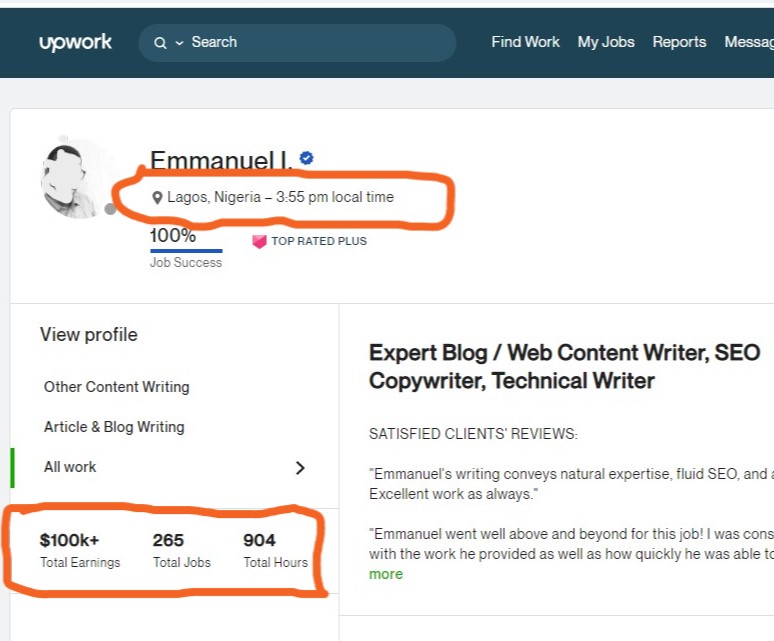 upwork
Search
Find Work My Jobs Reports Messag
Emmanuel I.
Lagos, Nigeria – 3:55 pm local time
100%
TOP RATED PLUS
Job Success
View profile
Other Content Writing
Article & Blog Writing
All work
$100k+ 265 904
Total Earnings Total Jobs Total Hours
Expert Blog / Web Content Writer, SEO
Copywriter, Technical Writer
SATISFIED CLIENTS' REVIEWS:
"Emmanuel's writing conveys natural expertise, fluid SEO, and a
Excellent work as always."
"Emmanuel went well above and beyond for this job! I was cons
with the work he provided as well as how quickly he was able to
more